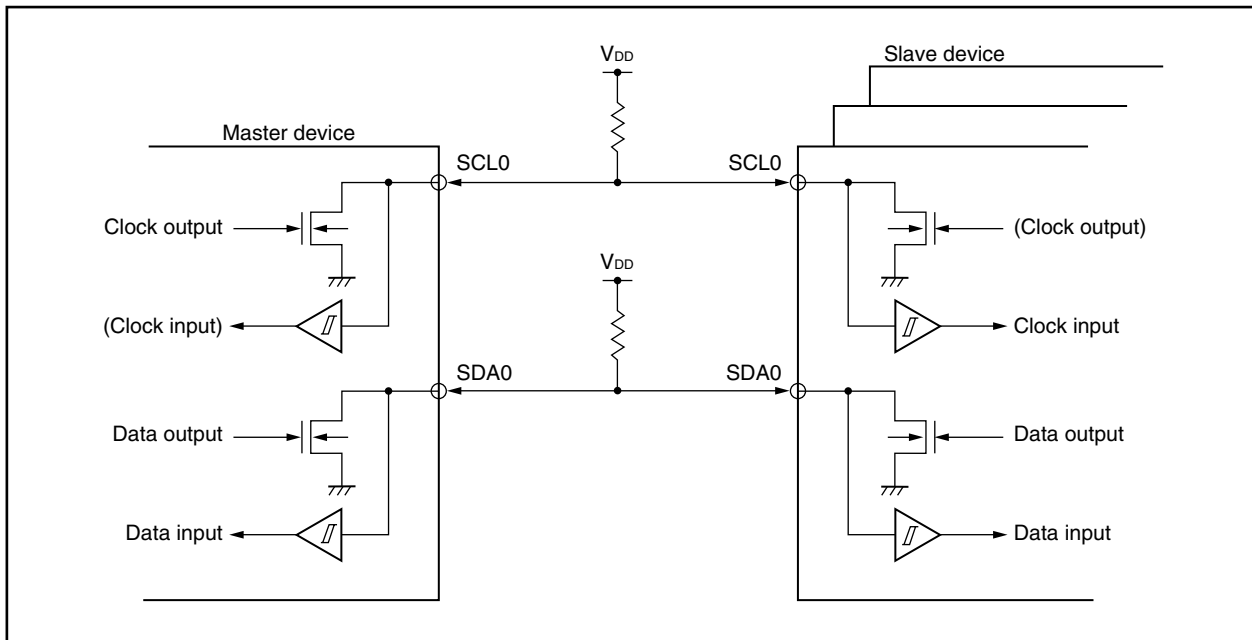 VDD
Slave device
Master device
SCL0
SCL0
Clock output
(Clock output)
VDD
(Clock input)
Clock input
SDA0
SDA0
Data output
Data output
Data input
Data input